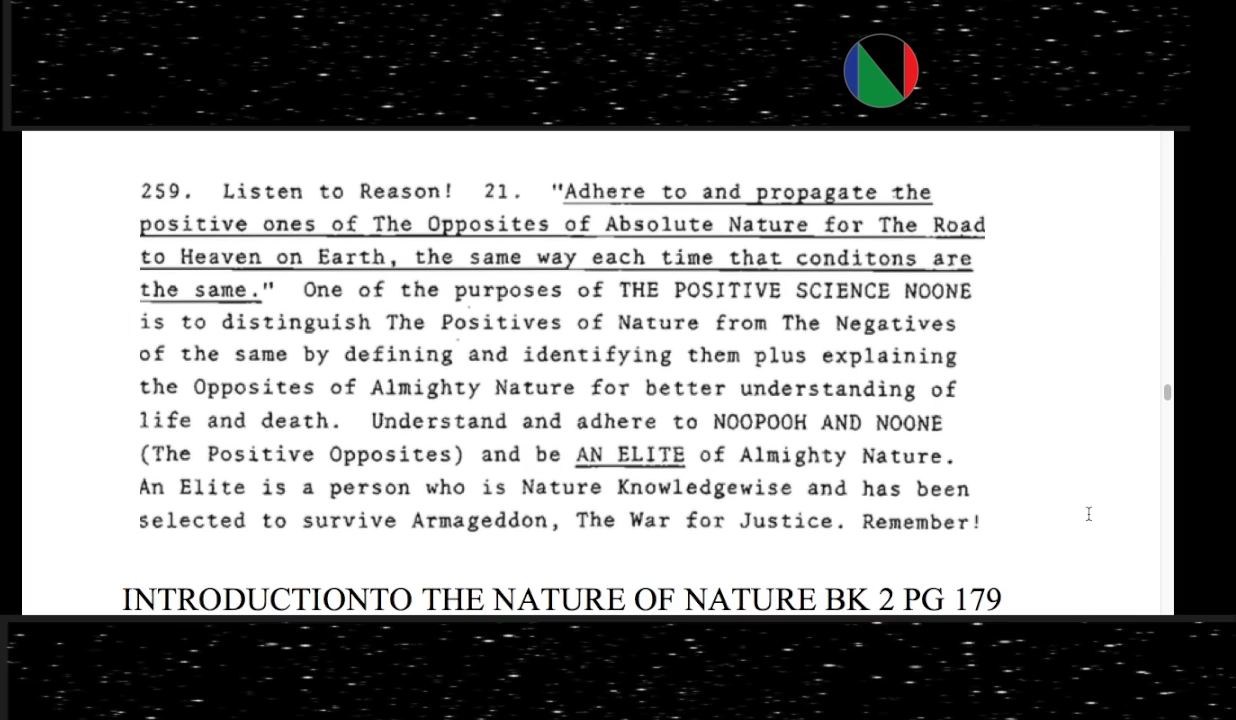 259. Listen to Reason! 21. "Adhere to and propagate the
positive ones of The Opposites of Absolute Nature for The Road
to Heaven on Earth, the same way each time that conditons are
the same." One of the purposes of THE POSITIVE SCIENCE NOONE
is to distinguish The Positives of Nature from The Negatives
of the same by defining and identifying them plus explaining
the Opposites of Almighty Nature for better understanding of
life and death. Understand and adhere to NOOPOOH AND NOONE
(The Positive Opposites) and be AN ELITE of Almighty Nature.
An Elite is a person who is Nature Knowledgewise and has been
selected to survive Armageddon, The War for Justice. Remember!
INTRODUCTIONTO THE NATURE OF NATURE BK 2 PG 179